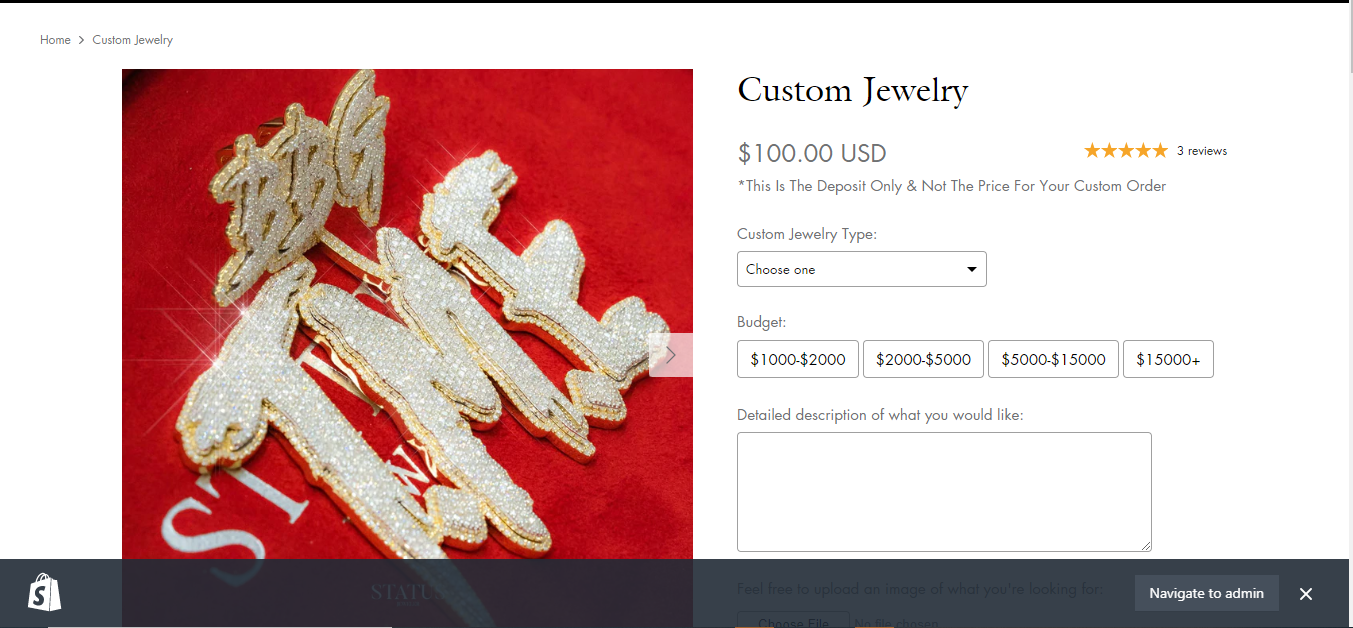 Home > Custom Jewelry
Custom Jewelry
$100.00 USD
3 reviews
*This Is The Deposit Only & Not The Price For Your Custom Order
Custom Jewelry Type:
Choose one
Budget:
$1000-$2000
$2000-$5000
$5000-$15000
$15000+
Detailed description of what you would like:
BBG
ST
W
STATUS
Feel free to upload an image of what you're looking for:
Choose File No file chosen
S
Navigate to admin